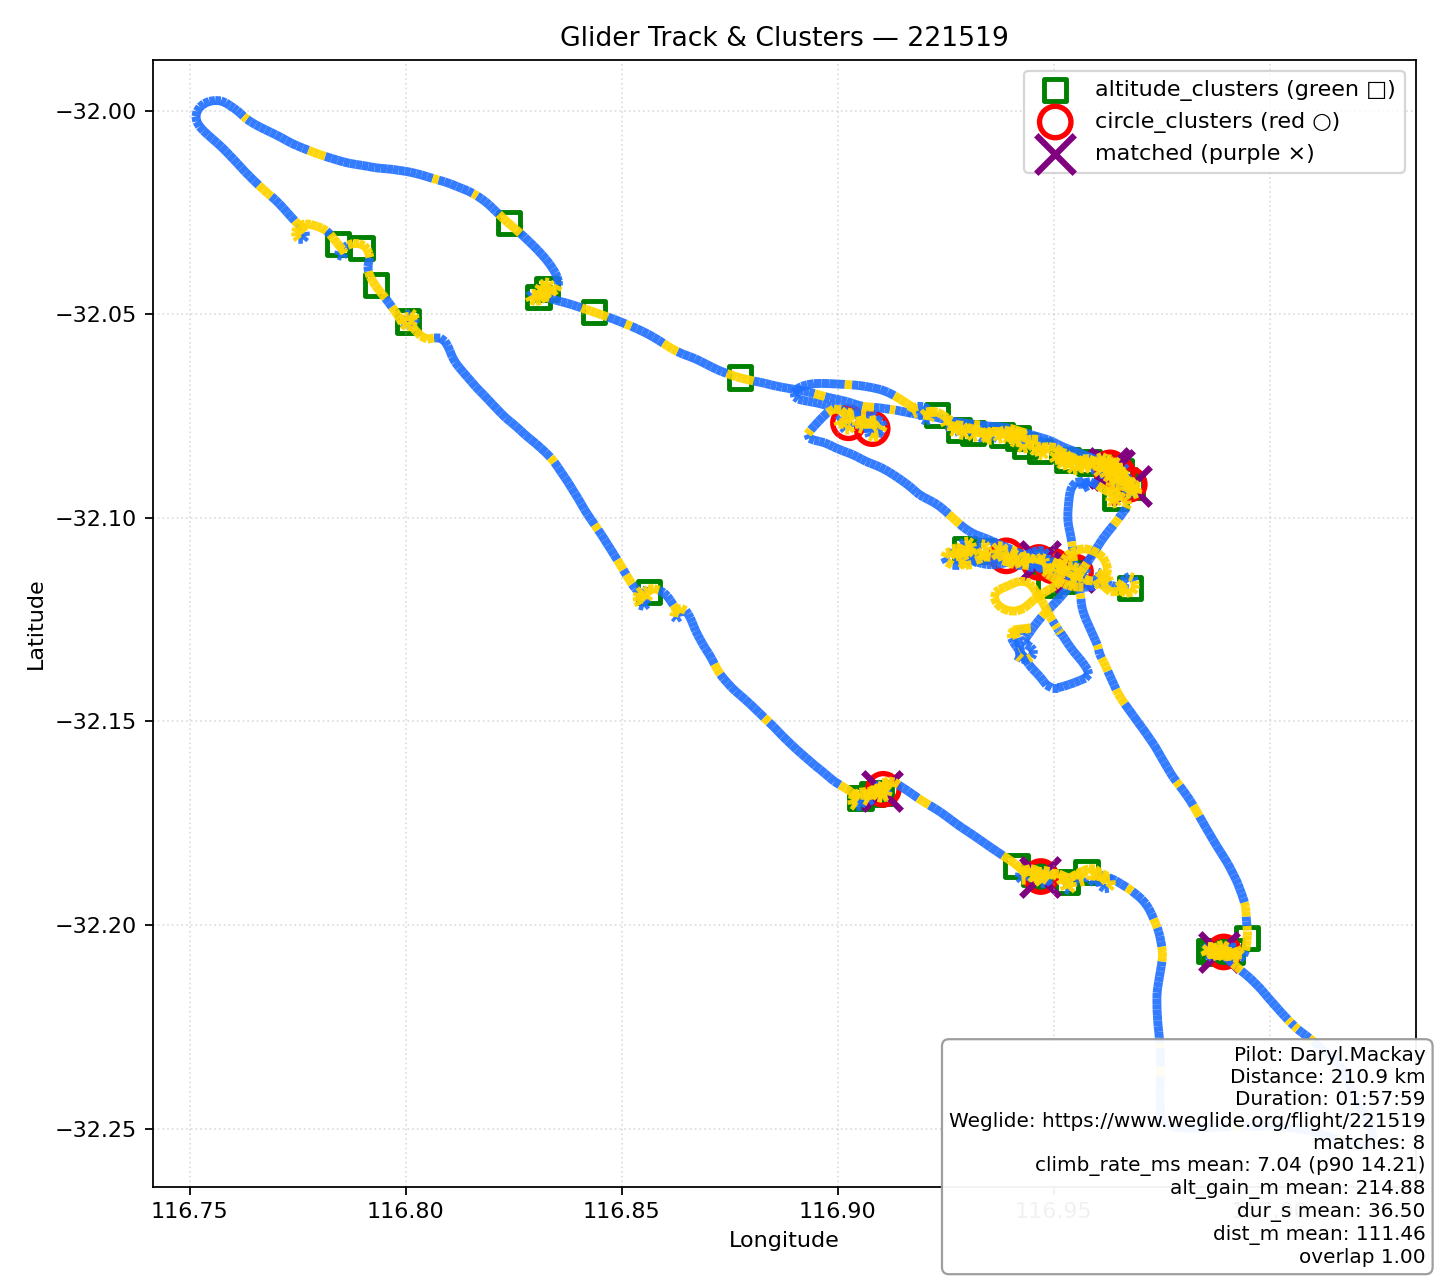 Glider Track & Clusters — 221519
altitude_clusters (green □)
circle_clusters (red ○)
matched (purple ×)
−32.00
−32.05
−32.10
−32.15
−32.20
−32.25
Latitude
116.75
116.80
116.85
116.90
116.95
Longitude
Pilot: Daryl.Mackay
Distance: 210.9 km
Duration: 01:57:59
Weglide: https://www.weglide.org/flight/221519
matches: 8
climb_rate_ms mean: 7.04 (p90 14.21)
alt_gain_m mean: 214.88
dur_s mean: 36.50
dist_m mean: 111.46
overlap 1.00